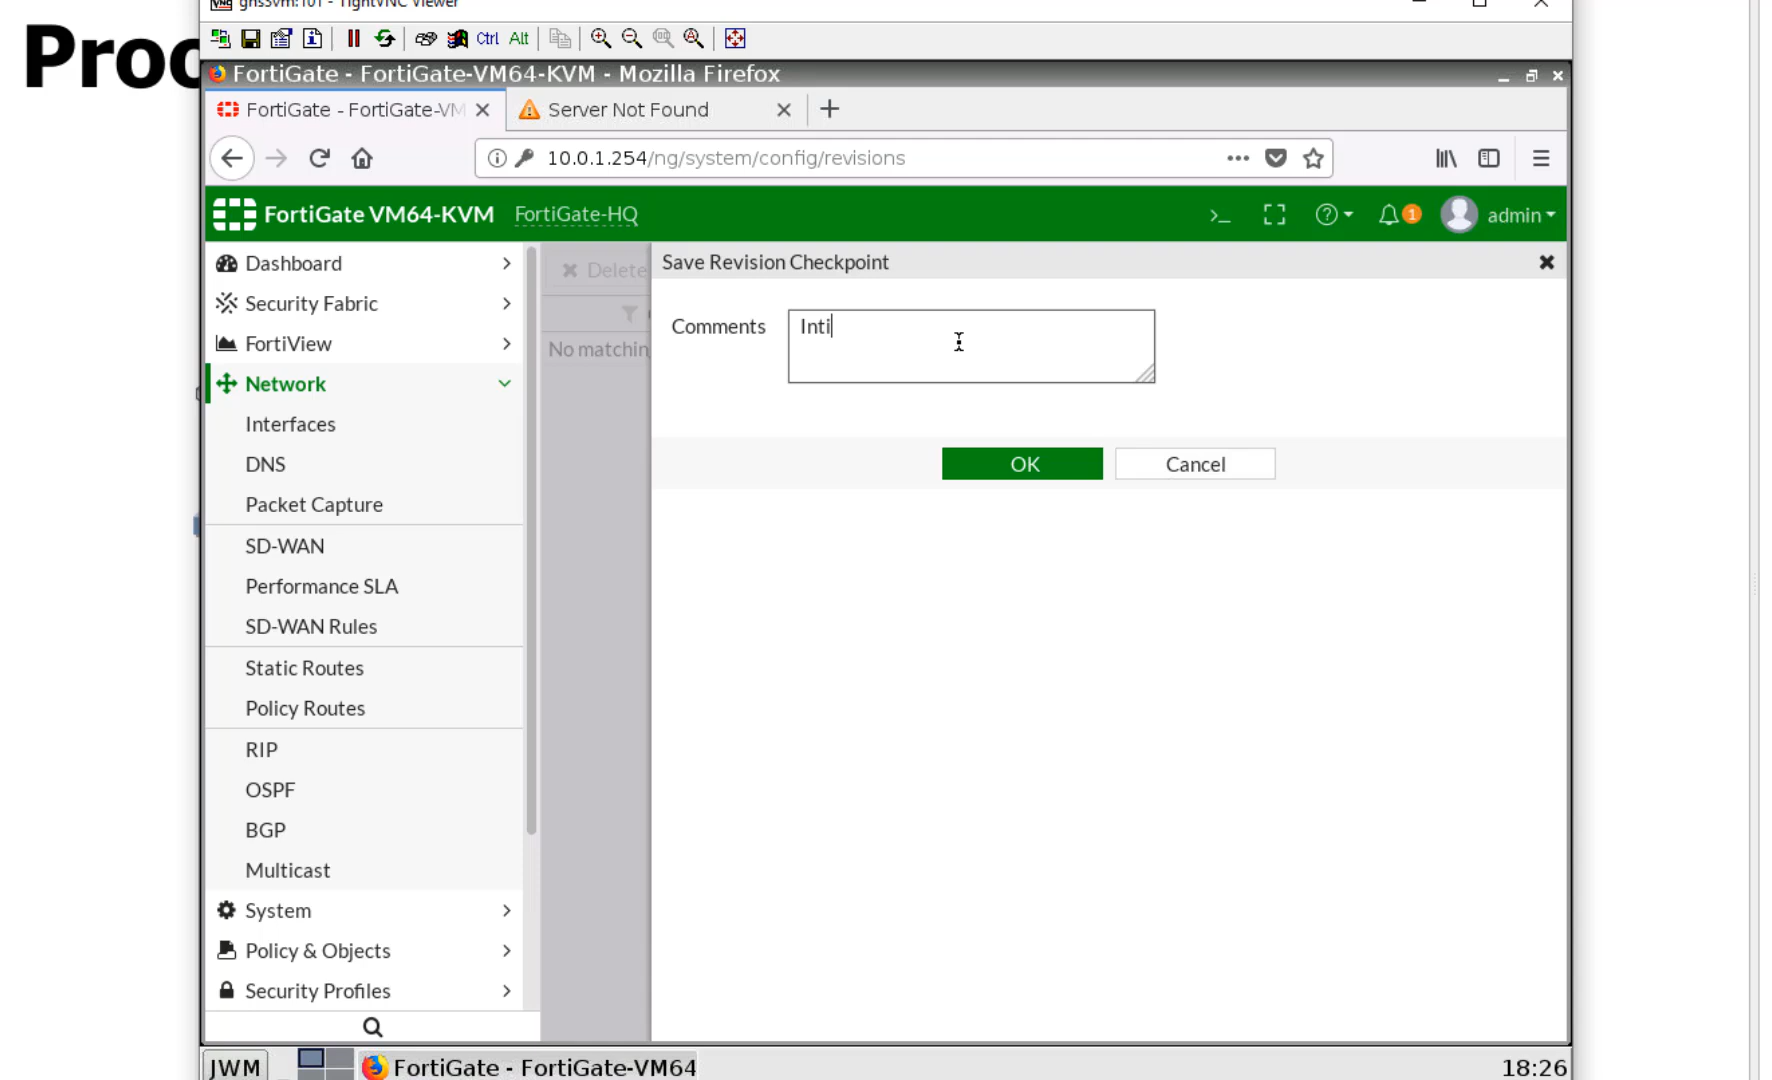 gns3vm:101 - TightVNC Viewer
Ctrl Alt
FortiGate - FortiGate-VM64-KVM - Mozilla Firefox
FortiGate - FortiGate-VM
Server Not Found
10.0.1.254/ng/system/config/revisions
FortiGate VM64-KVM FortiGate-HQ
>_ 1 admin
Dashboard
Security Fabric
FortiView
Network
Interfaces
DNS
Packet Capture
SD-WAN
Performance SLA
SD-WAN Rules
Static Routes
Policy Routes
RIP
OSPF
BGP
Multicast
System
Policy & Objects
Security Profiles
Delete
No matchin
Save Revision Checkpoint
Comments Inti
OK Cancel
JWM FortiGate - FortiGate-VM64 18:26
Proc